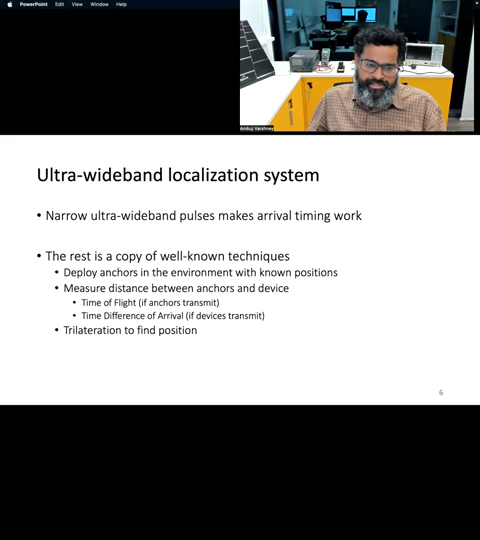 PowerPoint File Edit View Window Help
Ambuj Varshney
Ultra-wideband localization system
• Narrow ultra-wideband pulses makes arrival timing work
• The rest is a copy of well-known techniques
• Deploy anchors in the environment with known positions
• Measure distance between anchors and device
• Time of Flight (if anchors transmit)
• Time Difference of Arrival (if devices transmit)
• Trilateration to find position
6